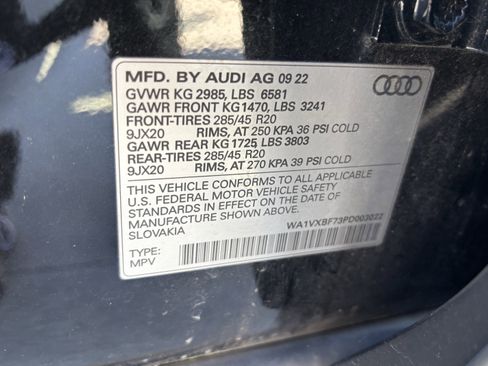 MFD. BY AUDI AG 09 22
GVWR KG 2985, LBS 6581
GAWR FRONT KG1470, LBS 3241
FRONT-TIRES 285/45 R20
9JX20 RIMS, AT 250 KPA 36 PSI COLD
GAWR REAR KG 1725, LBS 3803
REAR-TIRES 285/45 R20
9JX20 RIMS, AT 270 KPA 39 PSI COLD
THIS VEHICLE CONFORMS TO ALL APPLICABLE
U.S. FEDERAL MOTOR VEHICLE SAFETY
STANDARDS IN EFFECT ON THE DATE OF
MANUFACTURE SHOWN ABOVE.
SLOVAKIA
WA1VXBF73PD003022
TYPE:
MPV